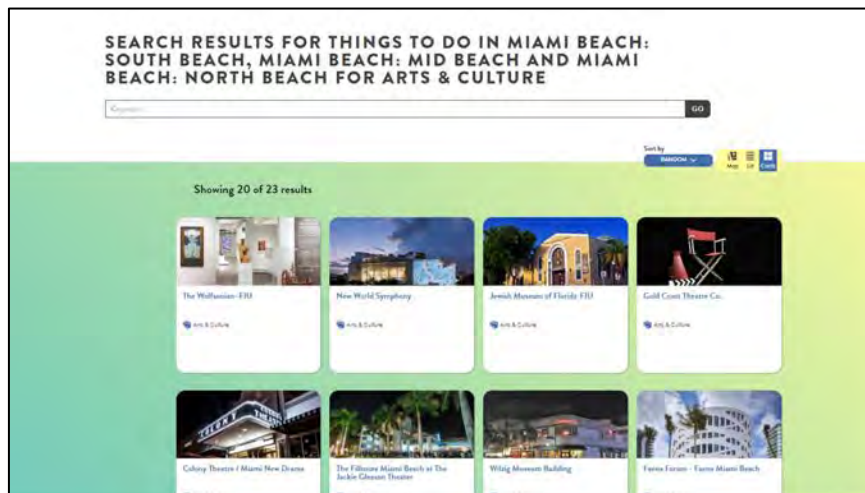 SEARCH RESULTS FOR THINGS TO DO IN MIAMI BEACH:
SOUTH BEACH, MIAMI BEACH: MID BEACH AND MIAMI
BEACH: NORTH BEACH FOR ARTS & CULTURE
GO
Sort by
RANDOM
Map List Cards
Showing 20 of 23 results
The Wolfsonian-FIU
New World Symphony
Jewish Museum of Florida-FIU
Gold Coast Theatre Co.
Arts & Culture
Arts & Culture
Arts & Culture
Arts & Culture
COLONY
Colony Theatre / Miami New Drama
The Fillmore Miami Beach at The
Jackie Gleason Theater
Wilzig Museum Building
Faena Forum - Faena Miami Beach